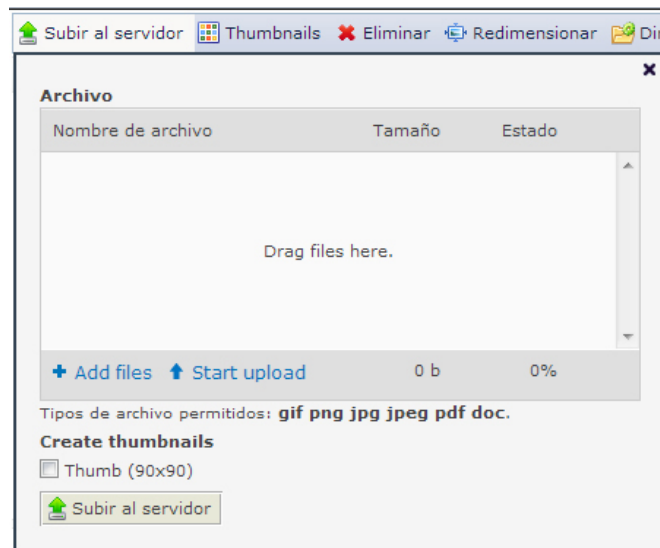 Subir al servidor Thumbnails Eliminar Redimensionar Di
Archivo
Nombre de archivo Tamaño Estado
Drag files here.
Add files Start upload 0 b 0%
Tipos de archivo permitidos: gif png jpg jpeg pdf doc.
Create thumbnails
Thumb (90x90)
Subir al servidor